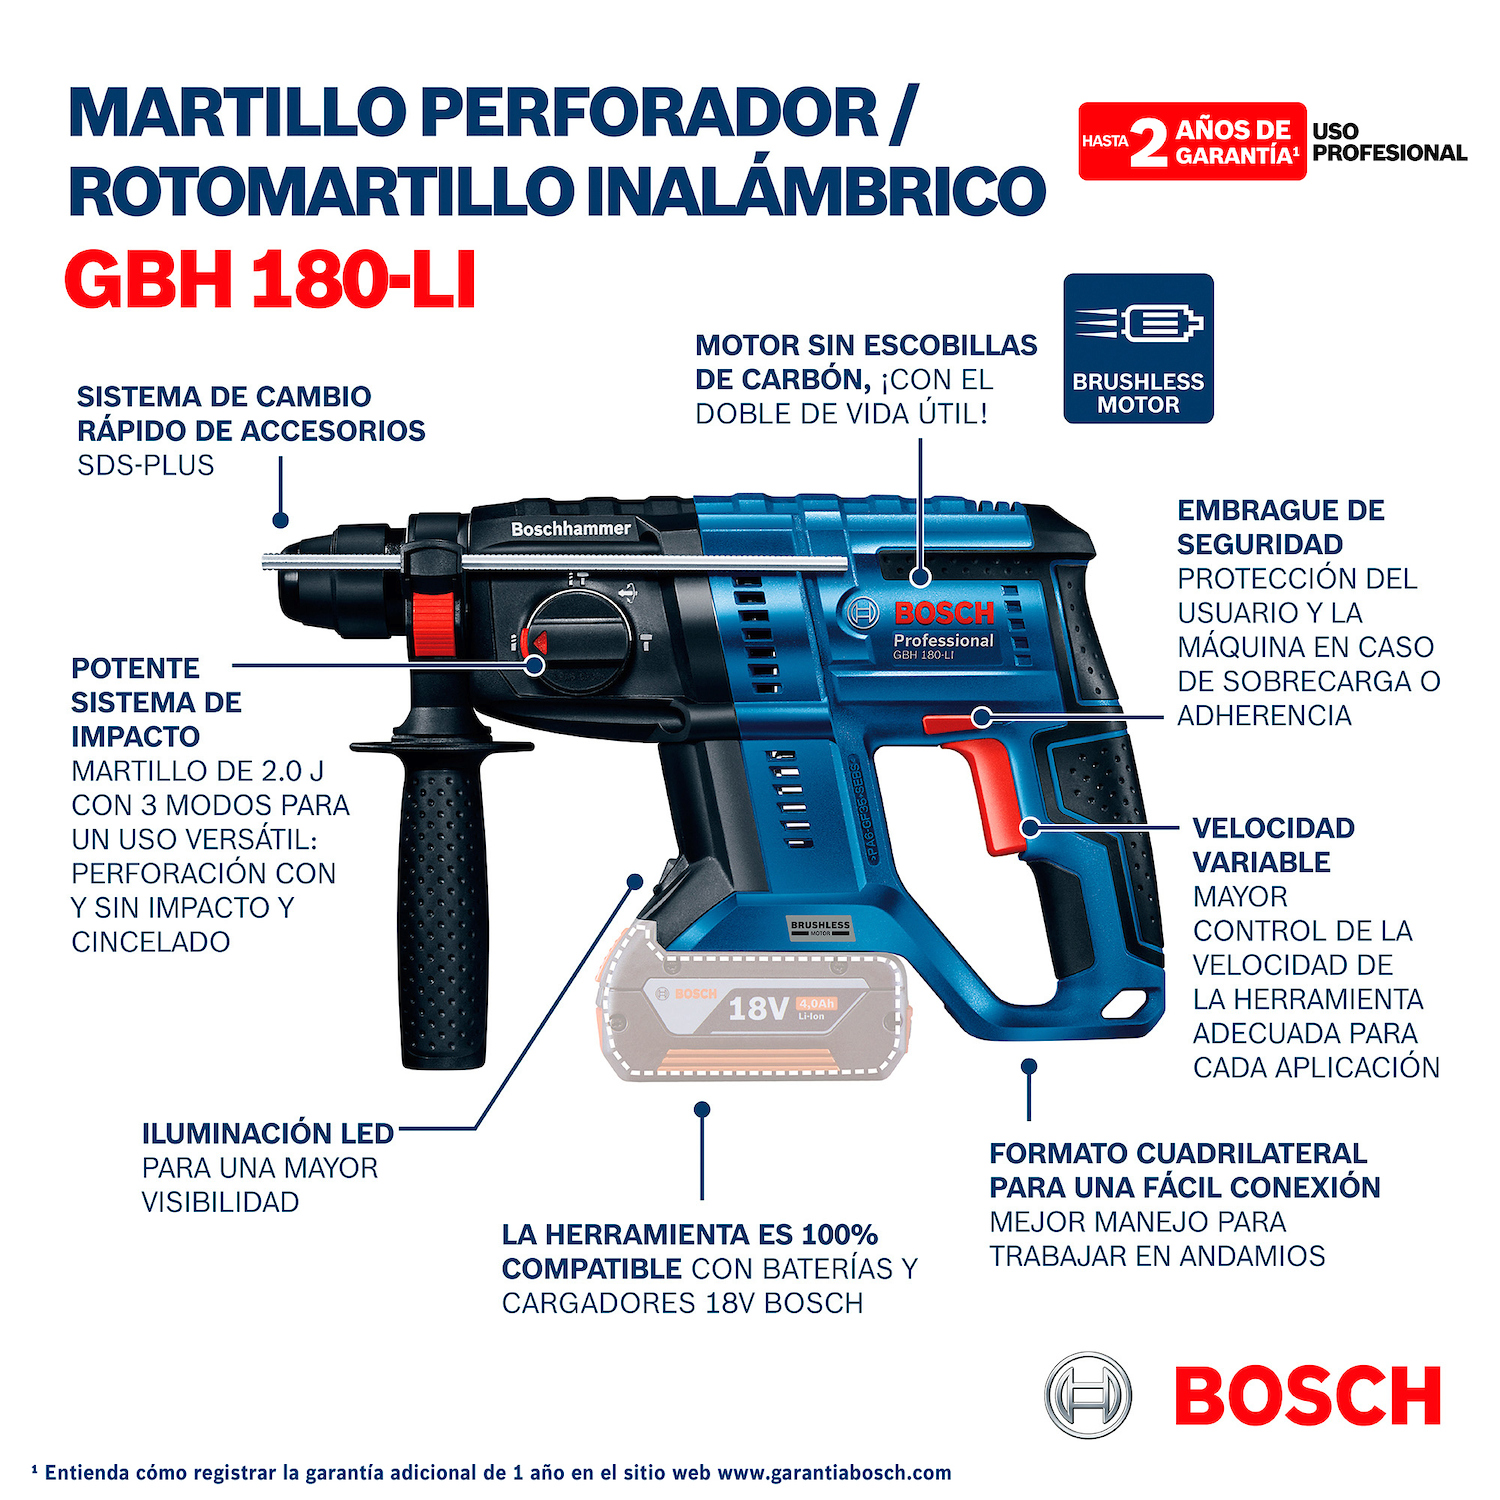 MARTILLO PERFORADOR /
ROTOMARTILLO INALÁMBRICO
GBH 180-LI
HASTA 2 AÑOS DE
GARANTÍA¹
USO
PROFESIONAL
BRUSHLESS
MOTOR
MOTOR SIN ESCOBILLAS
DE CARBÓN, ¡CON EL
DOBLE DE VIDA ÚTIL!
SISTEMA DE CAMBIO
RÁPIDO DE ACCESORIOS
SDS-PLUS
EMBRAGUE DE
SEGURIDAD
PROTECCIÓN DEL
USUARIO Y LA
MÁQUINA EN CASO
DE SOBRECARGA O
ADHERENCIA
Boschhammer
BOSCH
Professional
GBH 180-LI
POTENTE
SISTEMA DE
IMPACTO
MARTILLO DE 2.0 J
CON 3 MODOS PARA
UN USO VERSÁTIL:
PERFORACIÓN CON
Y SIN IMPACTO Y
CINCELADO
>PA6-GF35+SEBS<
VELOCIDAD
VARIABLE
MAYOR
CONTROL DE LA
VELOCIDAD DE
LA HERRAMIENTA
ADECUADA PARA
CADA APLICACIÓN
BRUSHLESS
MOTOR
BOSCH
18V 4,0Ah
Li-Ion
ILUMINACIÓN LED
PARA UNA MAYOR
VISIBILIDAD
LA HERRAMIENTA ES 100%
COMPATIBLE CON BATERÍAS Y
CARGADORES 18V BOSCH
FORMATO CUADRILATERAL
PARA UNA FÁCIL CONEXIÓN
MEJOR MANEJO PARA
TRABAJAR EN ANDAMIOS
BOSCH
¹ Entienda cómo registrar la garantía adicional de 1 año en el sitio web www.garantiabosch.com